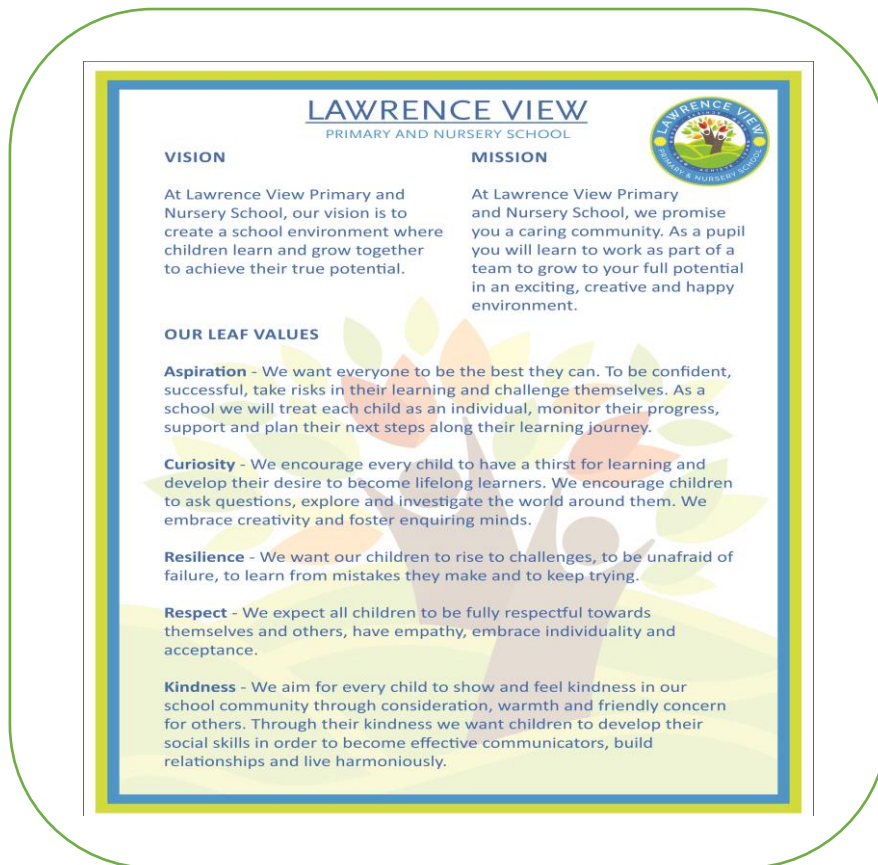 LAWRENCE VIEW
PRIMARY AND NURSERY SCHOOL
LAWRENCE VIEW
PRIMARY & NURSERY SCHOOL
ACHIEVE
VISION
At Lawrence View Primary and
Nursery School, our vision is to
create a school environment where
children learn and grow together
to achieve their true potential.
MISSION
At Lawrence View Primary
and Nursery School, we promise
you a caring community. As a pupil
you will learn to work as part of a
team to grow to your full potential
in an exciting, creative and happy
environment.
OUR LEAF VALUES
Aspiration - We want everyone to be the best they can. To be confident,
successful, take risks in their learning and challenge themselves. As a
school we will treat each child as an individual, monitor their progress,
support and plan their next steps along their learning journey.
Curiosity - We encourage every child to have a thirst for learning and
develop their desire to become lifelong learners. We encourage children
to ask questions, explore and investigate the world around them. We
embrace creativity and foster enquiring minds.
Resilience - We want our children to rise to challenges, to be unafraid of
failure, to learn from mistakes they make and to keep trying.
Respect - We expect all children to be fully respectful towards
themselves and others, have empathy, embrace individuality and
acceptance.
Kindness - We aim for every child to show and feel kindness in our
school community through consideration, warmth and friendly concern
for others. Through their kindness we want children to develop their
social skills in order to become effective communicators, build
relationships and live harmoniously.